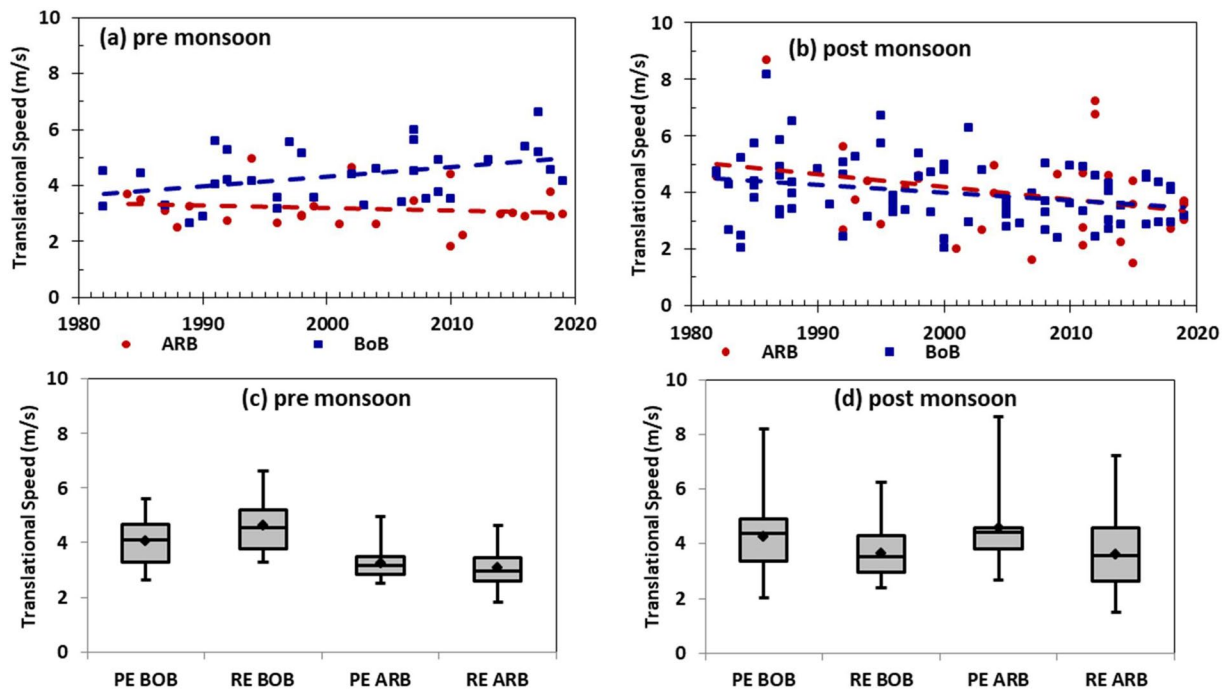 (a) pre monsoon
Translational Speed (m/s)
10
8
6
4
2
0
1980 1990 2000 2010 2020
ARB BoB
(b) post monsoon
Translational Speed (m/s)
10
8
6
4
2
0
1980 1990 2000 2010 2020
ARB BoB
(c) pre monsoon
Translational Speed (m/s)
10
8
6
4
2
0
PE BOB RE BOB PE ARB RE ARB
(d) post monsoon
Translational Speed (m/s)
10
8
6
4
2
0
PE BOB RE BOB PE ARB RE ARB